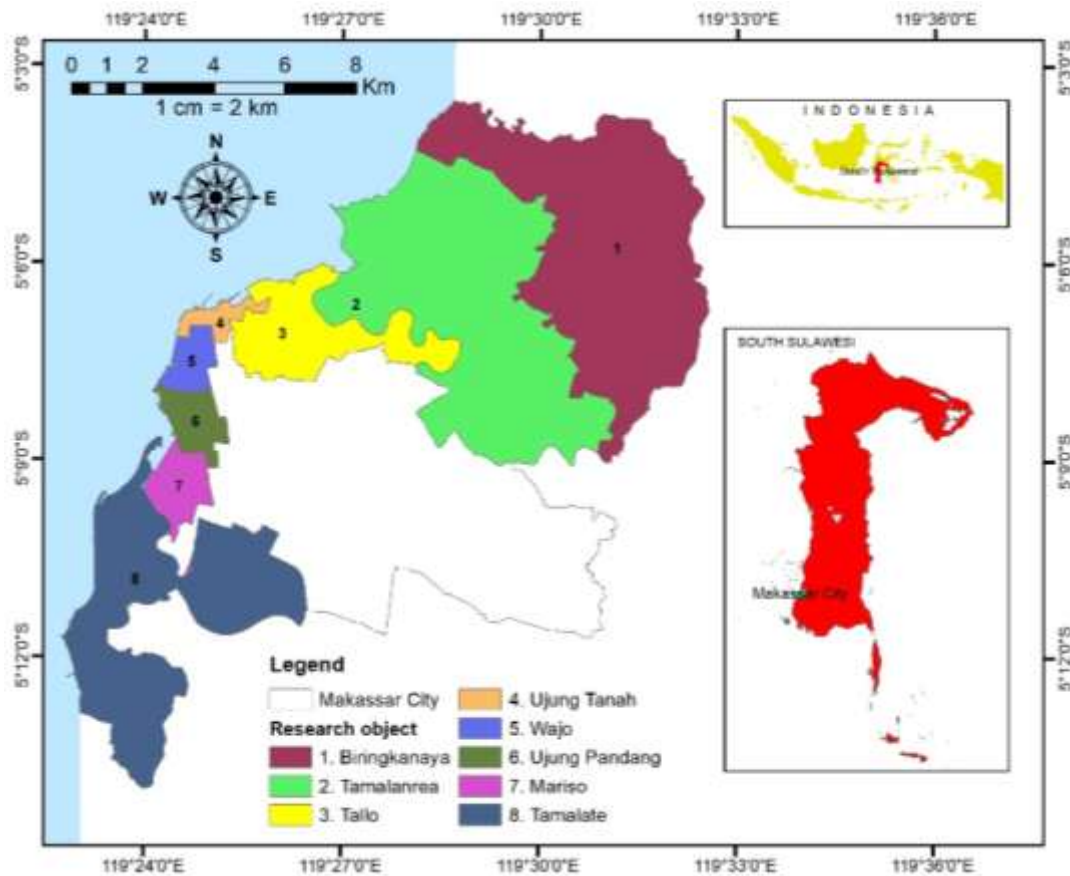 119°24'0"E 119°27'0"E 119°30'0"E 119°33'0"E 119°36'0"E
5°3'0"S 5°3'0"S
0 1 2 4 6 8 Km
1 cm = 2 km
N
W E
S
INDONESIA
South Sulawesi
1
2
3
4
5
6
7
8
5°6'0"S 5°6'0"S
SOUTH SULAWESI
5°9'0"S 5°9'0"S
Makassar City
5°12'0"S 5°12'0"S
Legend
Makassar City
Research object
1. Biringkanaya
2. Tamalanrea
3. Tallo
4. Ujung Tanah
5. Wajo
6. Ujung Pandang
7. Mariso
8. Tamalate
119°24'0"E 119°27'0"E 119°30'0"E 119°33'0"E 119°36'0"E